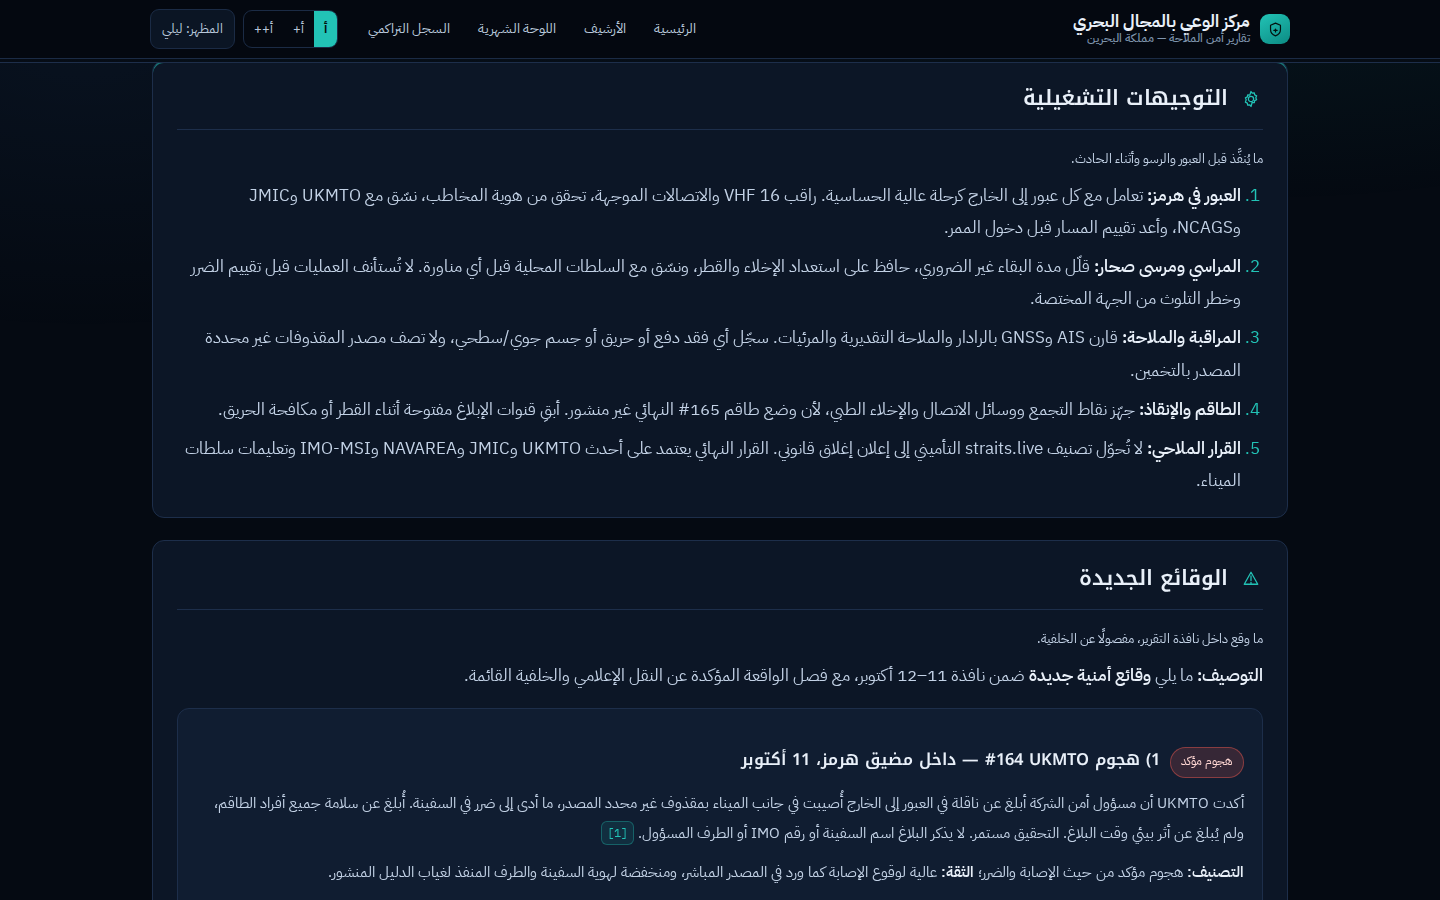 مركز الوعي بالمجال البحري
تقارير أمن الملاحة — مملكة البحرين
الرئيسية
الأرشيف
اللوحة الشهرية
السجل التراكمي
أ
أ+
أ++
المظهر: ليلي
التوجيهات التشغيلية
ما يُنفَّذ قبل العبور والرسو وأثناء الحادث.
1. العبور في هرمز: تعامل مع كل عبور إلى الخارج كرحلة عالية الحساسية. راقب VHF 16 والاتصالات الموجهة، تحقق من هوية المخاطب، نسّق مع UKMTO وJMIC
وNCAGS، وأعد تقييم المسار قبل دخول الممر.
2. المراسي ومرسى صحار: قلّل مدة البقاء غير الضروري، حافظ على استعداد الإخلاء والقطر، ونسّق مع السلطات المحلية قبل أي مناورة. لا تُستأنف العمليات قبل تقييم الضرر
وخطر التلوث من الجهة المختصة.
3. المراقبة والملاحة: قارن AIS وGNSS بالرادار والملاحة التقديرية والمرئيات. سجّل أي فقد دفع أو حريق أو جسم جوي/سطحي، ولا تصف مصدر المقذوفات غير محددة
المصدر بالتخمين.
4. الطاقم والإنقاذ: جهّز نقاط التجمع ووسائل الاتصال والإخلاء الطبي، لأن وضع طاقم 165# النهائي غير منشور. أبقِ قنوات الإبلاغ مفتوحة أثناء القطر أو مكافحة الحريق.
5. القرار الملاحي: لا تُحوّل تصنيف straits.live التأميني إلى إعلان إغلاق قانوني. القرار النهائي يعتمد على أحدث UKMTO وJMIC وNAVAREA وIMO-MSI وتعليمات سلطات
الميناء.
الوقائع الجديدة
ما وقع داخل نافذة التقرير، مفصولًا عن الخلفية.
التوصيف: ما يلي وقائع أمنية جديدة ضمن نافذة 11–12 أكتوبر، مع فصل الواقعة المؤكدة عن النقل الإعلامي والخلفية القائمة.
هجوم مؤكد
1) هجوم UKMTO 164# — داخل مضيق هرمز، 11 أكتوبر
أكدت UKMTO أن مسؤول أمن الشركة أبلغ عن ناقلة في العبور إلى الخارج أُصيبت في جانب الميناء بمقذوف غير محدد المصدر، ما أدى إلى ضرر في السفينة. أُبلغ عن سلامة جميع أفراد الطاقم،
ولم يُبلغ عن أثر بيئي وقت البلاغ. التحقيق مستمر. لا يذكر البلاغ اسم السفينة أو رقم IMO أو الطرف المسؤول. [1]
التصنيف: هجوم مؤكد من حيث الإصابة والضرر؛ الثقة: عالية لوقوع الإصابة كما ورد في المصدر المباشر، ومنخفضة لهوية السفينة والطرف المنفذ لغياب الدليل المنشور.